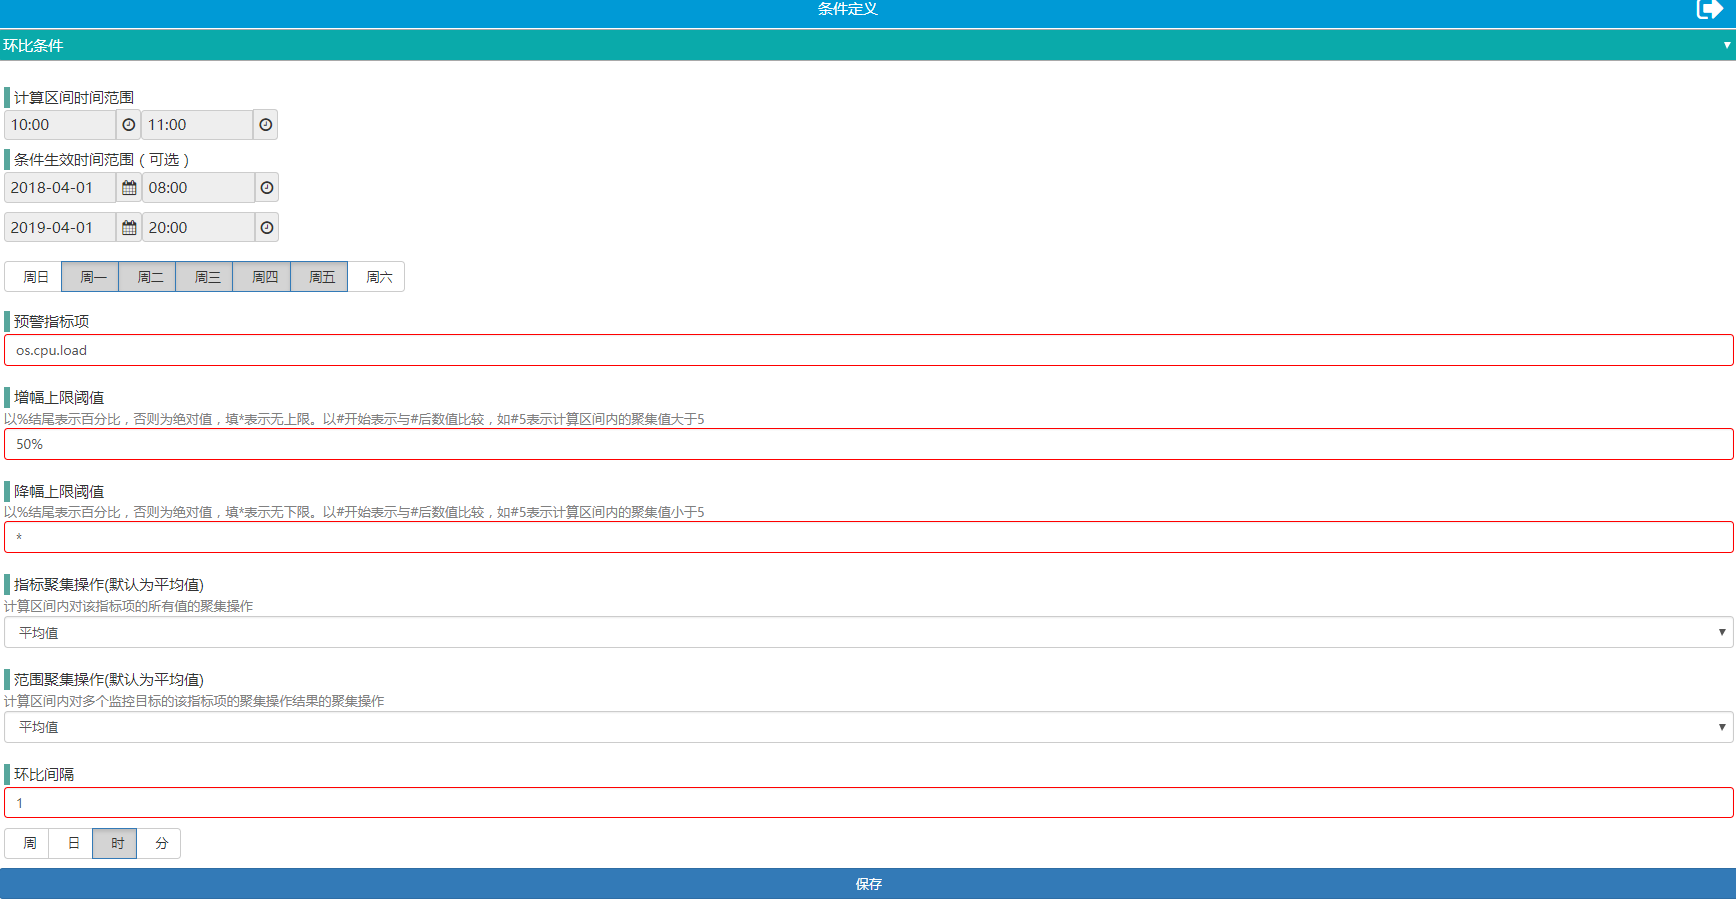 条件定义
环比条件
计算区间时间范围
10:00 11:00
条件生效时间范围（可选）
2018-04-01 08:00
2019-04-01 20:00
周日 周一 周二 周三 周四 周五 周六
预警指标项
os.cpu.load
增幅上限阈值
以%结尾表示百分比，否则为绝对值，填*表示无上限。以#开始表示与#后数值比较，如#5表示计算区间内的聚集值大于5
50%
降幅上限阈值
以%结尾表示百分比，否则为绝对值，填*表示无下限。以#开始表示与#后数值比较，如#5表示计算区间内的聚集值小于5
*
指标聚集操作(默认为平均值)
计算区间内对该指标项的所有值的聚集操作
平均值
范围聚集操作(默认为平均值)
计算区间内对多个监控目标的该指标项的聚集操作结果的聚集操作
平均值
环比间隔
1
周 日 时 分
保存